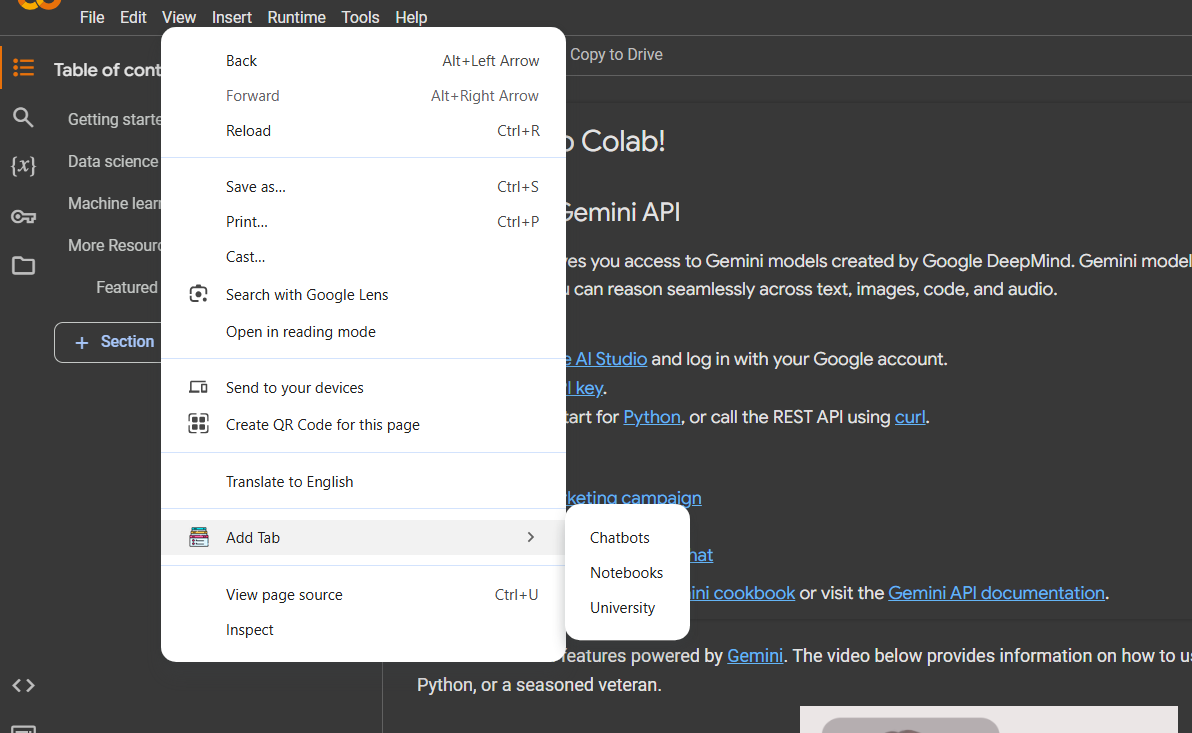 File Edit View Insert Runtime Tools Help
Copy to Drive
Table of cont
Getting starte
Data science
Machine learn
More Resourc
Featured
+ Section
Back Alt+Left Arrow
Forward Alt+Right Arrow
Reload Ctrl+R
Save as... Ctrl+S
Print... Ctrl+P
Cast...
Search with Google Lens
Open in reading mode
Send to your devices
Create QR Code for this page
Translate to English
Add Tab
View page source Ctrl+U
Inspect
Chatbots
Notebooks
University
o Colab!
Gemini API
ves you access to Gemini models created by Google DeepMind. Gemini model
u can reason seamlessly across text, images, code, and audio.
e AI Studio and log in with your Google account.
PI key.
tart for Python, or call the REST API using curl.
rketing campaign
nat
ini cookbook or visit the Gemini API documentation.
features powered by Gemini. The video below provides information on how to us
Python, or a seasoned veteran.